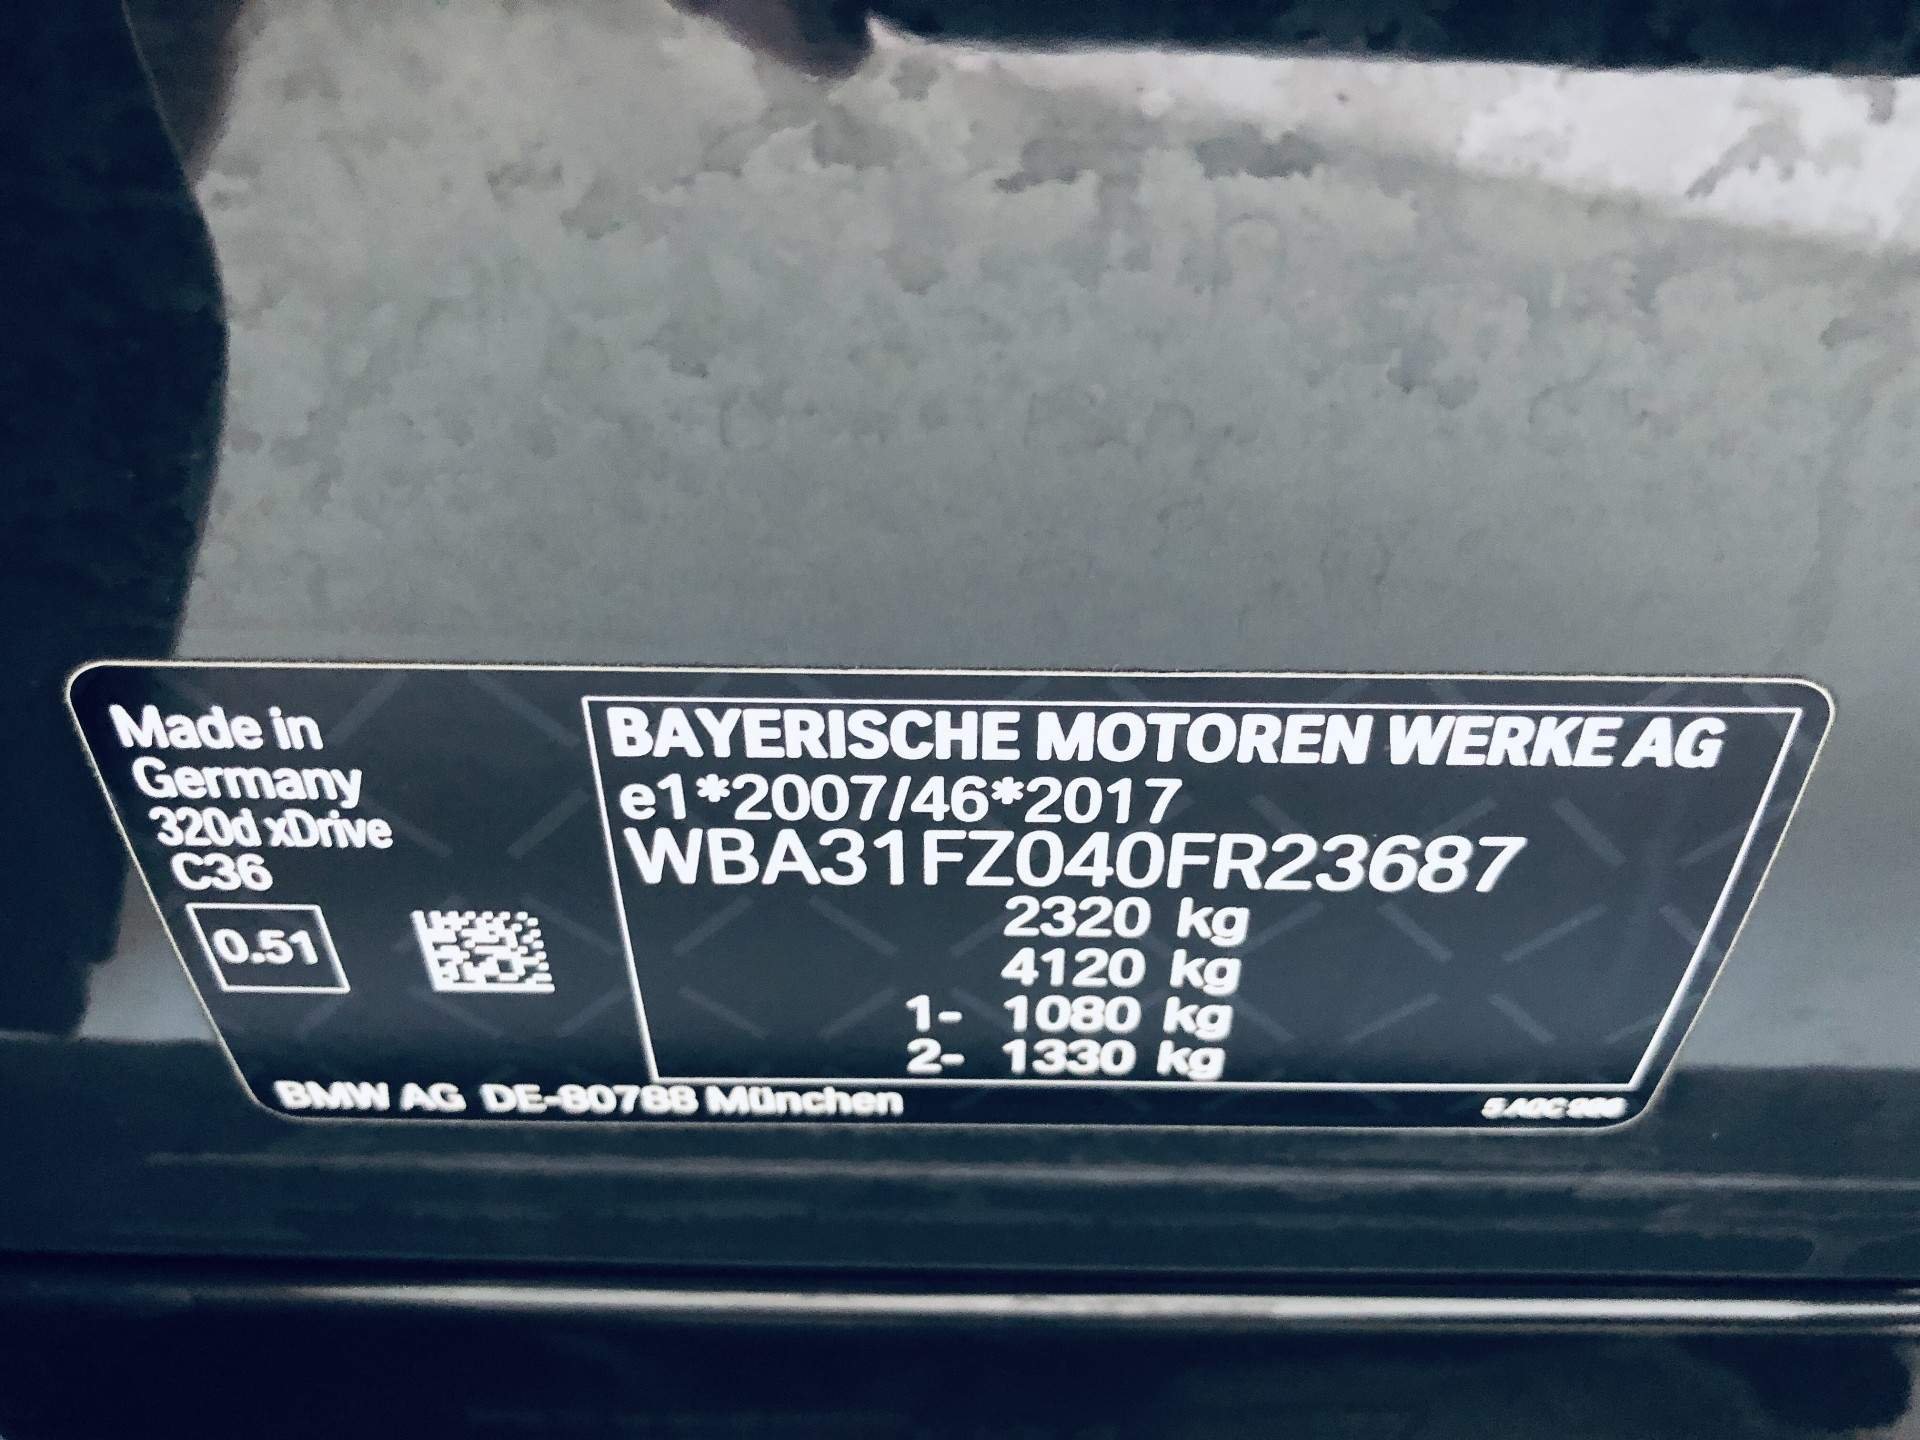 Made in
Germany
320d xDrive
C36
0.51
BAYERISCHE MOTOREN WERKE AG
e1*2007/46*2017
WBA31FZ040FR23687
2320 kg
4120 kg
1- 1080 kg
2- 1330 kg
BMW AG DE-80788 München